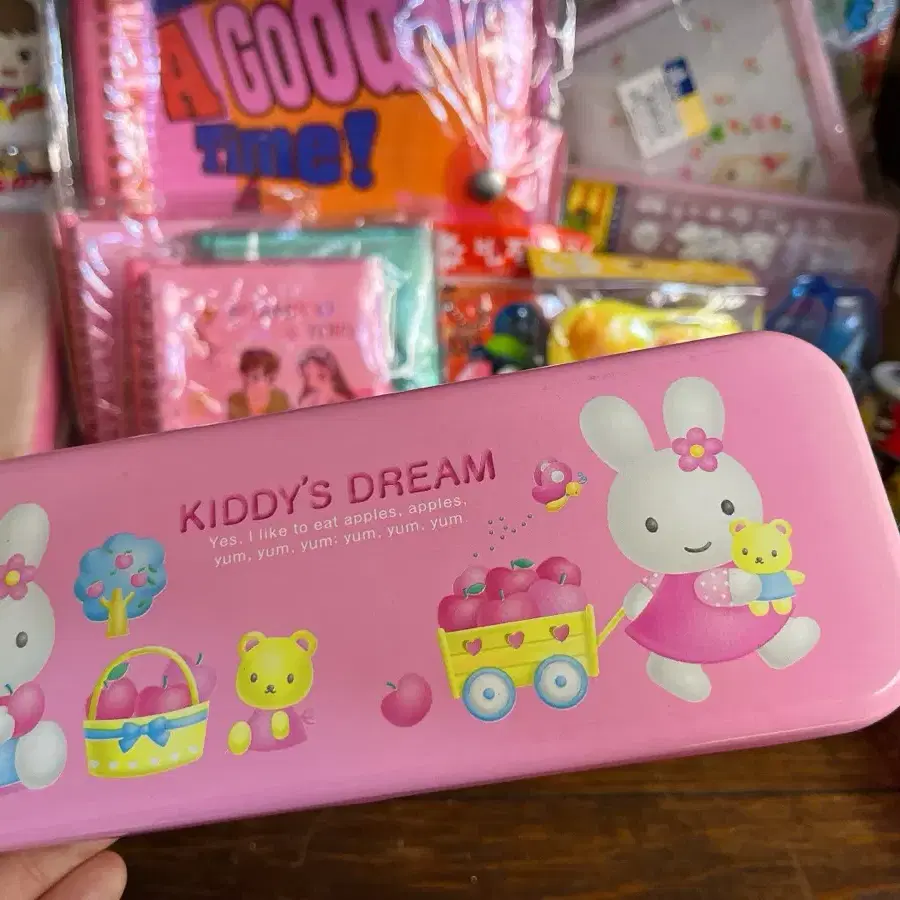 A GOOD
Time!
KIDDY'S DREAM
Yes, I like to eat apples, apples,
yum, yum, yum: yum, yum, yum